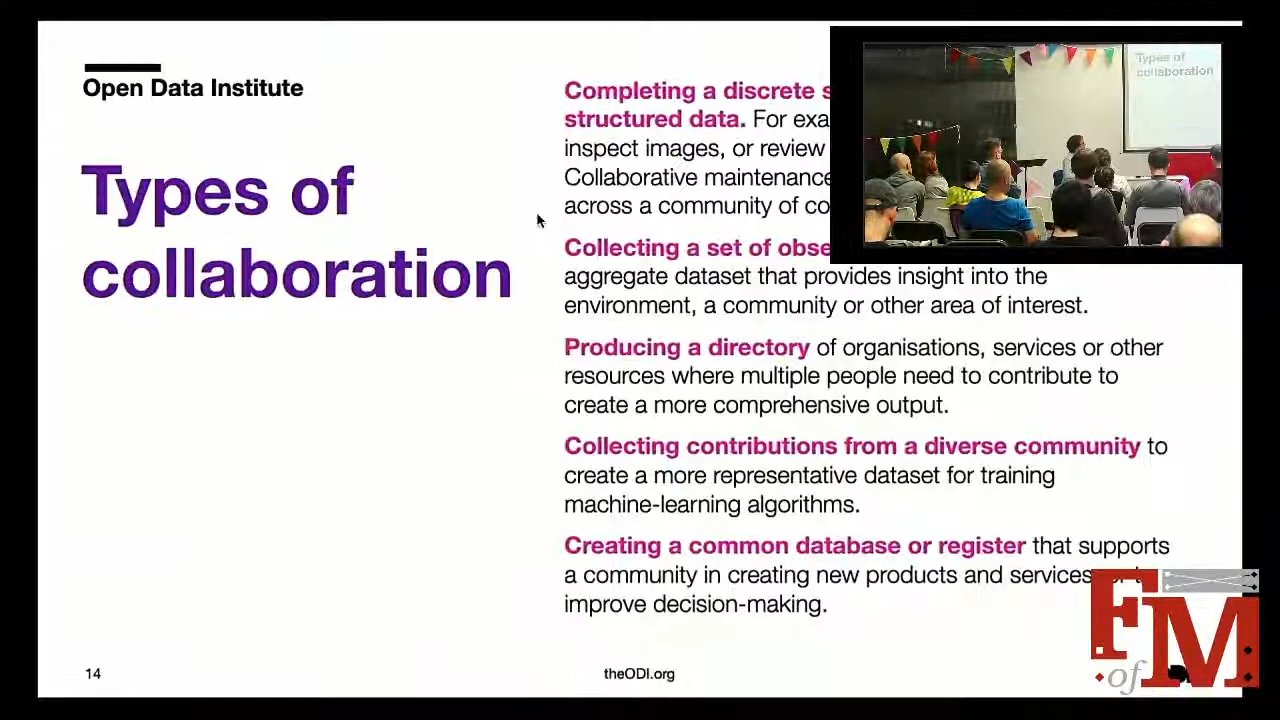 Open Data Institute
Types of
collaboration
Completing a discrete
structured data. For exa
inspect images, or review
Collaborative maintenance
across a community of co
Collecting a set of obse
aggregate dataset that provides insight into the
environment, a community or other area of interest.
Producing a directory of organisations, services or other
resources where multiple people need to contribute to
create a more comprehensive output.
Collecting contributions from a diverse community to
create a more representative dataset for training
machine-learning algorithms.
Creating a common database or register that supports
a community in creating new products and services
improve decision-making.
14
theODI.org
Types of
collaboration
F of M